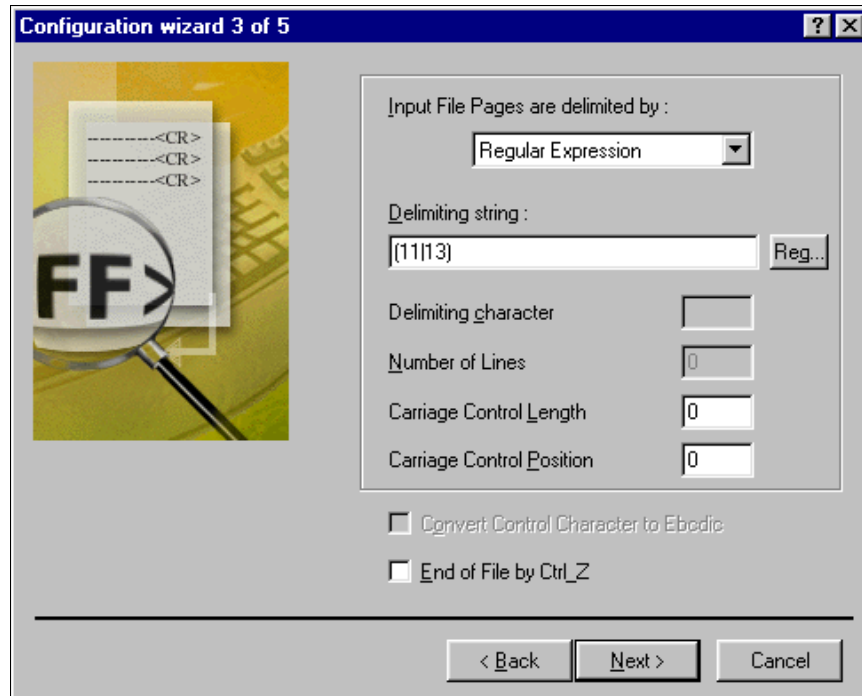 Configuration wizard 3 of 5
---------<CR>
---------<CR>
---------<CR>
FF>
Input File Pages are delimited by :
Regular Expression
Delimiting string :
(11|13)
Reg...
Delimiting character
Number of Lines 0
Carriage Control Length 0
Carriage Control Position 0
Convert Control Character to Ebcdic
End of File by Ctrl_Z
< Back Next > Cancel